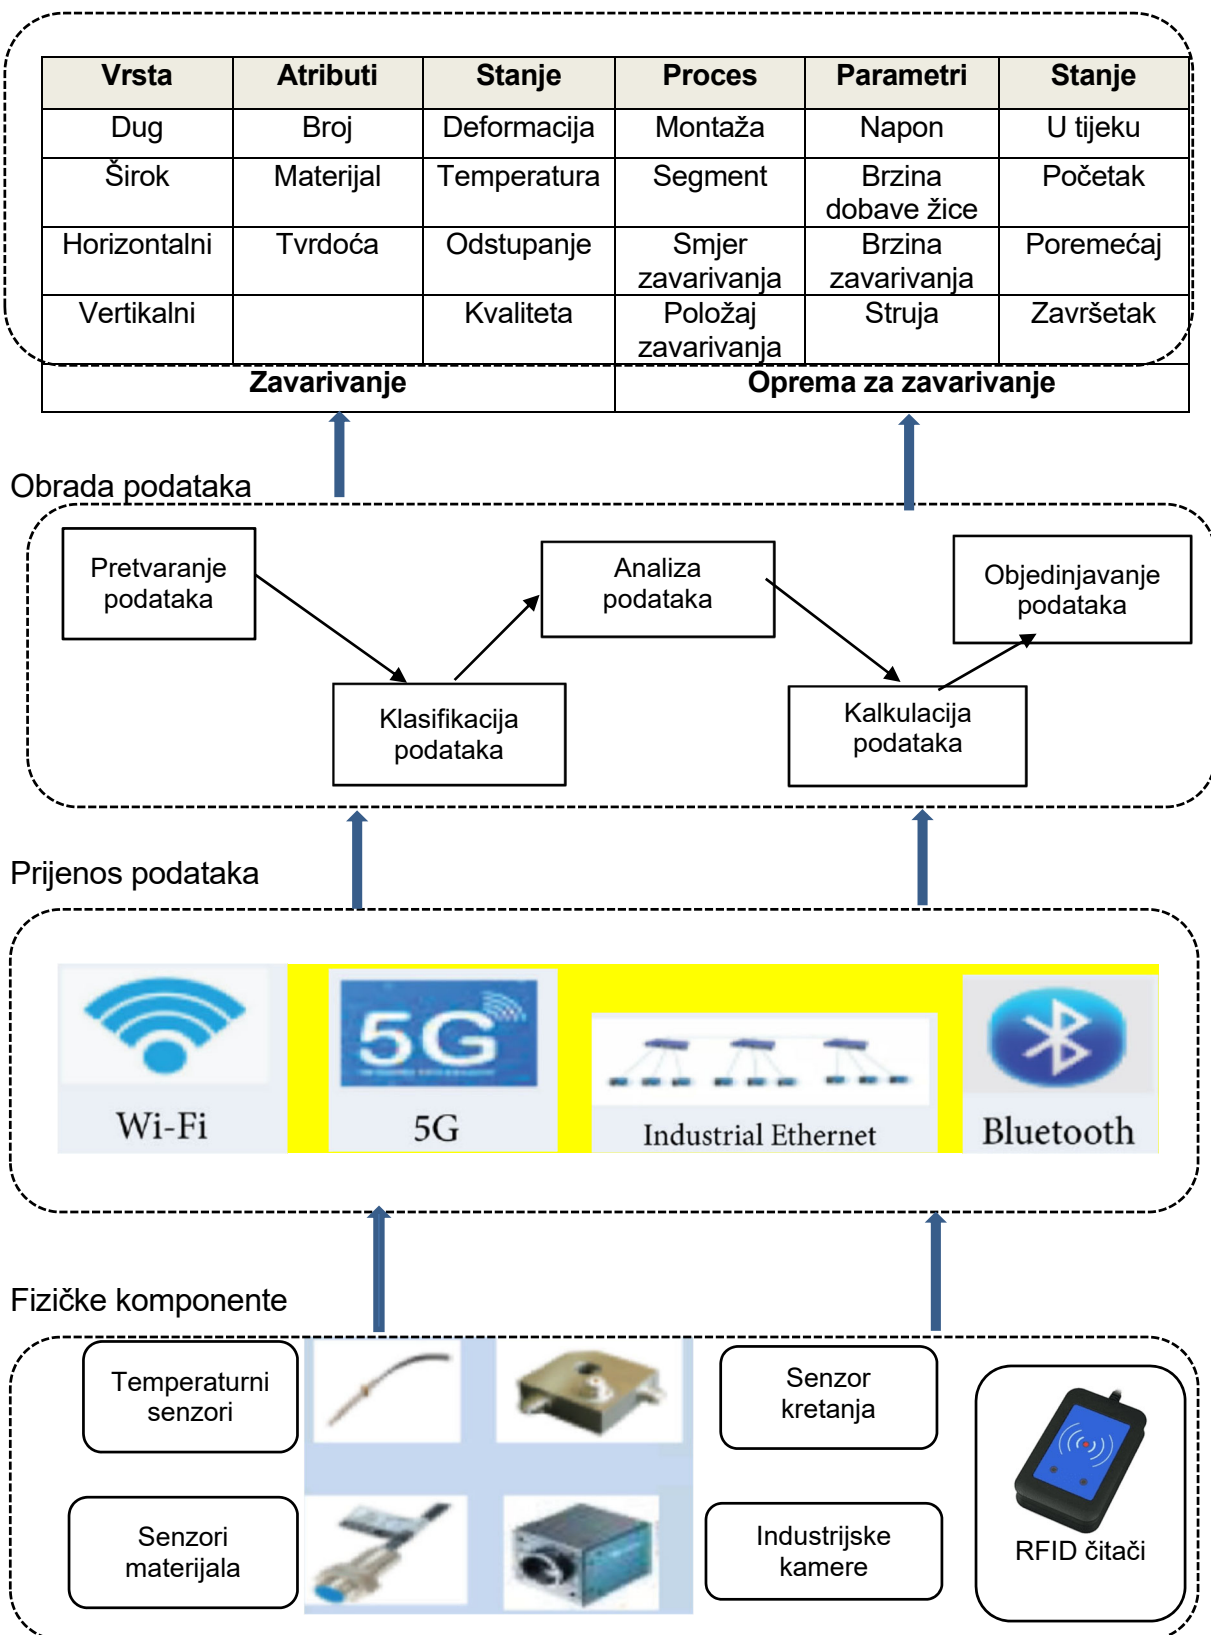 Vrsta Atributi Stanje Proces Parametri Stanje
Dug Broj Deformacija Montaža Napon U tijeku
Širok Materijal Temperatura Segment Brzina dobave žice Početak
Horizontalni Tvrdoća Odstupanje Smjer zavarivanja Brzina zavarivanja Poremećaj
Vertikalni Kvaliteta Položaj zavarivanja Struja Završetak
Zavarivanje Oprema za zavarivanje
Obrada podataka
Pretvaranje
podataka
Analiza
podataka
Objedinjavanje
podataka
Klasifikacija
podataka
Kalkulacija
podataka
Prijenos podataka
Wi-Fi
5G
5G
Industrial Ethernet
Bluetooth
Fizičke komponente
Temperaturni
senzori
Senzor
kretanja
Senzori
materijala
Industrijske
kamere
RFID čitači